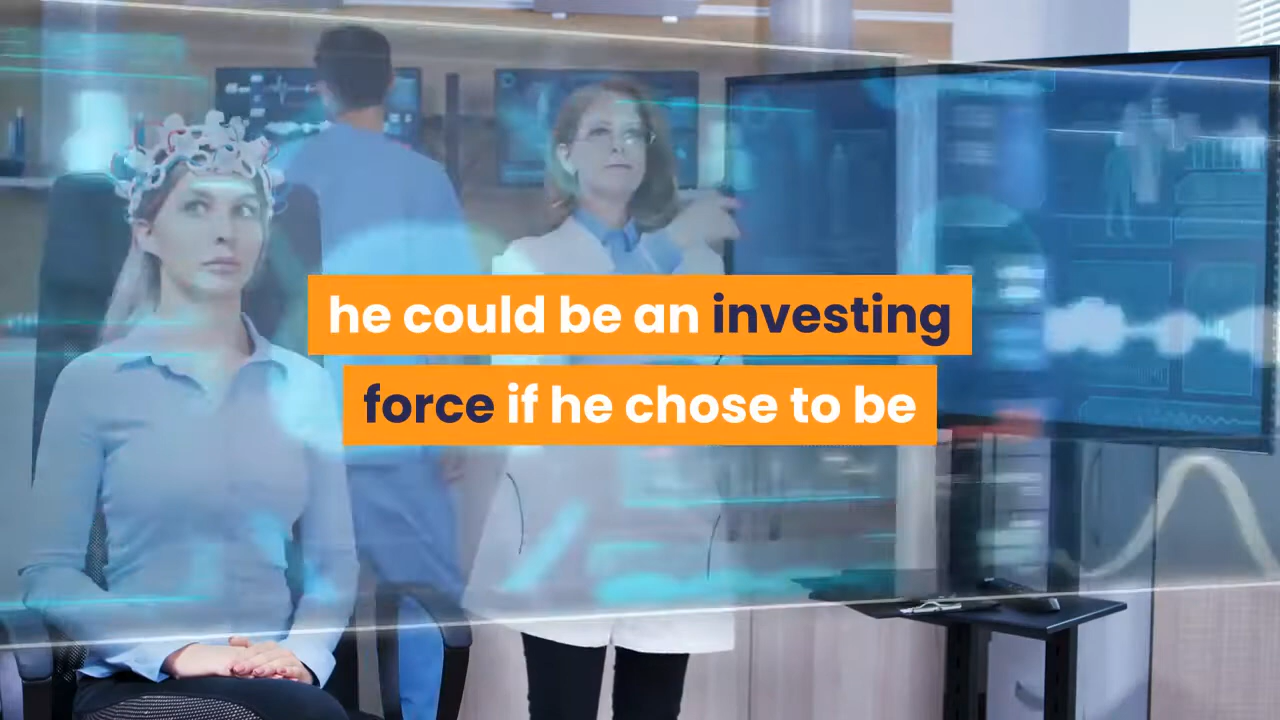 he could be an investing
force if he chose to be